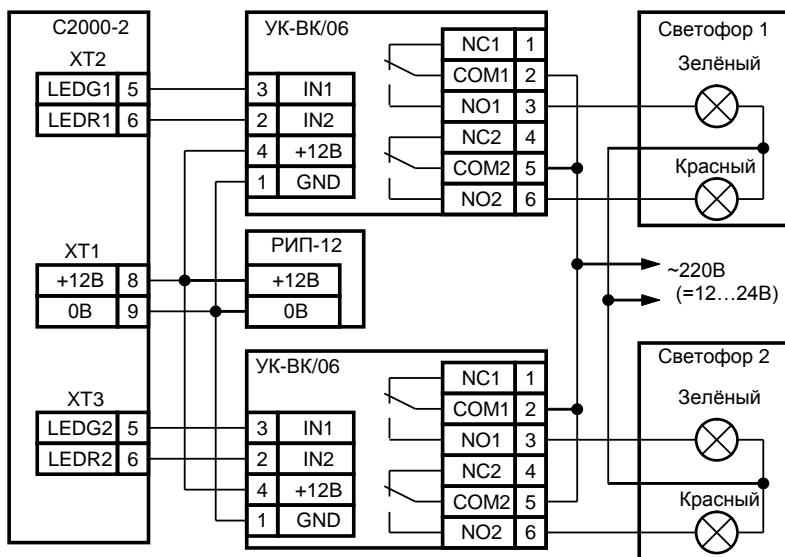 С2000-2
XT2
LEDG1 5
LEDR1 6
XT1
+12В 8
0В 9
XT3
LEDG2 5
LEDR2 6
УК-ВК/06
3 IN1
2 IN2
4 +12В
1 GND
NC1 1
COM1 2
NO1 3
NC2 4
COM2 5
NO2 6
РИП-12
+12В
0В
УК-ВК/06
3 IN1
2 IN2
4 +12В
1 GND
NC1 1
COM1 2
NO1 3
NC2 4
COM2 5
NO2 6
Светофор 1
Зелёный
Красный
~220В
(=12...24В)
Светофор 2
Зелёный
Красный